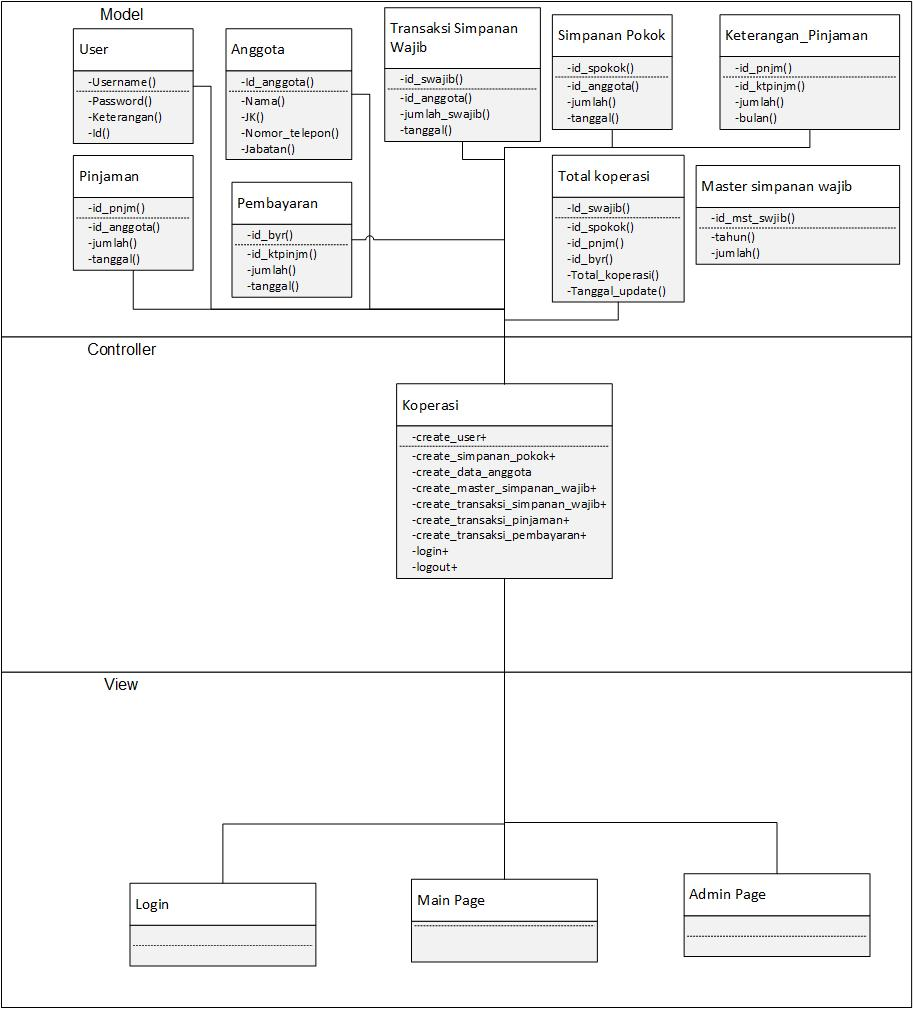 Model
User
-Username()
-Password()
-Keterangan()
-Id()
Anggota
-Id_anggota()
-Nama()
-JK()
-Nomor_telepon()
-Jabatan()
Transaksi Simpanan
Wajib
-id_swajib()
-id_anggota()
-jumlah_swajib()
-tanggal()
Simpanan Pokok
-id_spokok()
-id_anggota()
-jumlah()
-tanggal()
Keterangan_Pinjaman
-id_pnjm()
-id_ktpinjm()
-jumlah()
-bulan()
Pinjaman
-id_pnjm()
-id_anggota()
-jumlah()
-tanggal()
Pembayaran
-id_byr()
-id_ktpinjm()
-jumlah()
-tanggal()
Total koperasi
-Id_swajib()
-id_spokok()
-id_pnjm()
-id_byr()
-Total_koperasi()
-Tanggal_update()
Master simpanan wajib
-id_mst_swjib()
-tahun()
-jumlah()
Controller
Koperasi
-create_user+
-create_simpanan_pokok+
-create_data_anggota
-create_master_simpanan_wajib+
-create_transaksi_simpanan_wajib+
-create_transaksi_pinjaman+
-create_transaksi_pembayaran+
-login+
-logout+
View
Login
Main Page
Admin Page